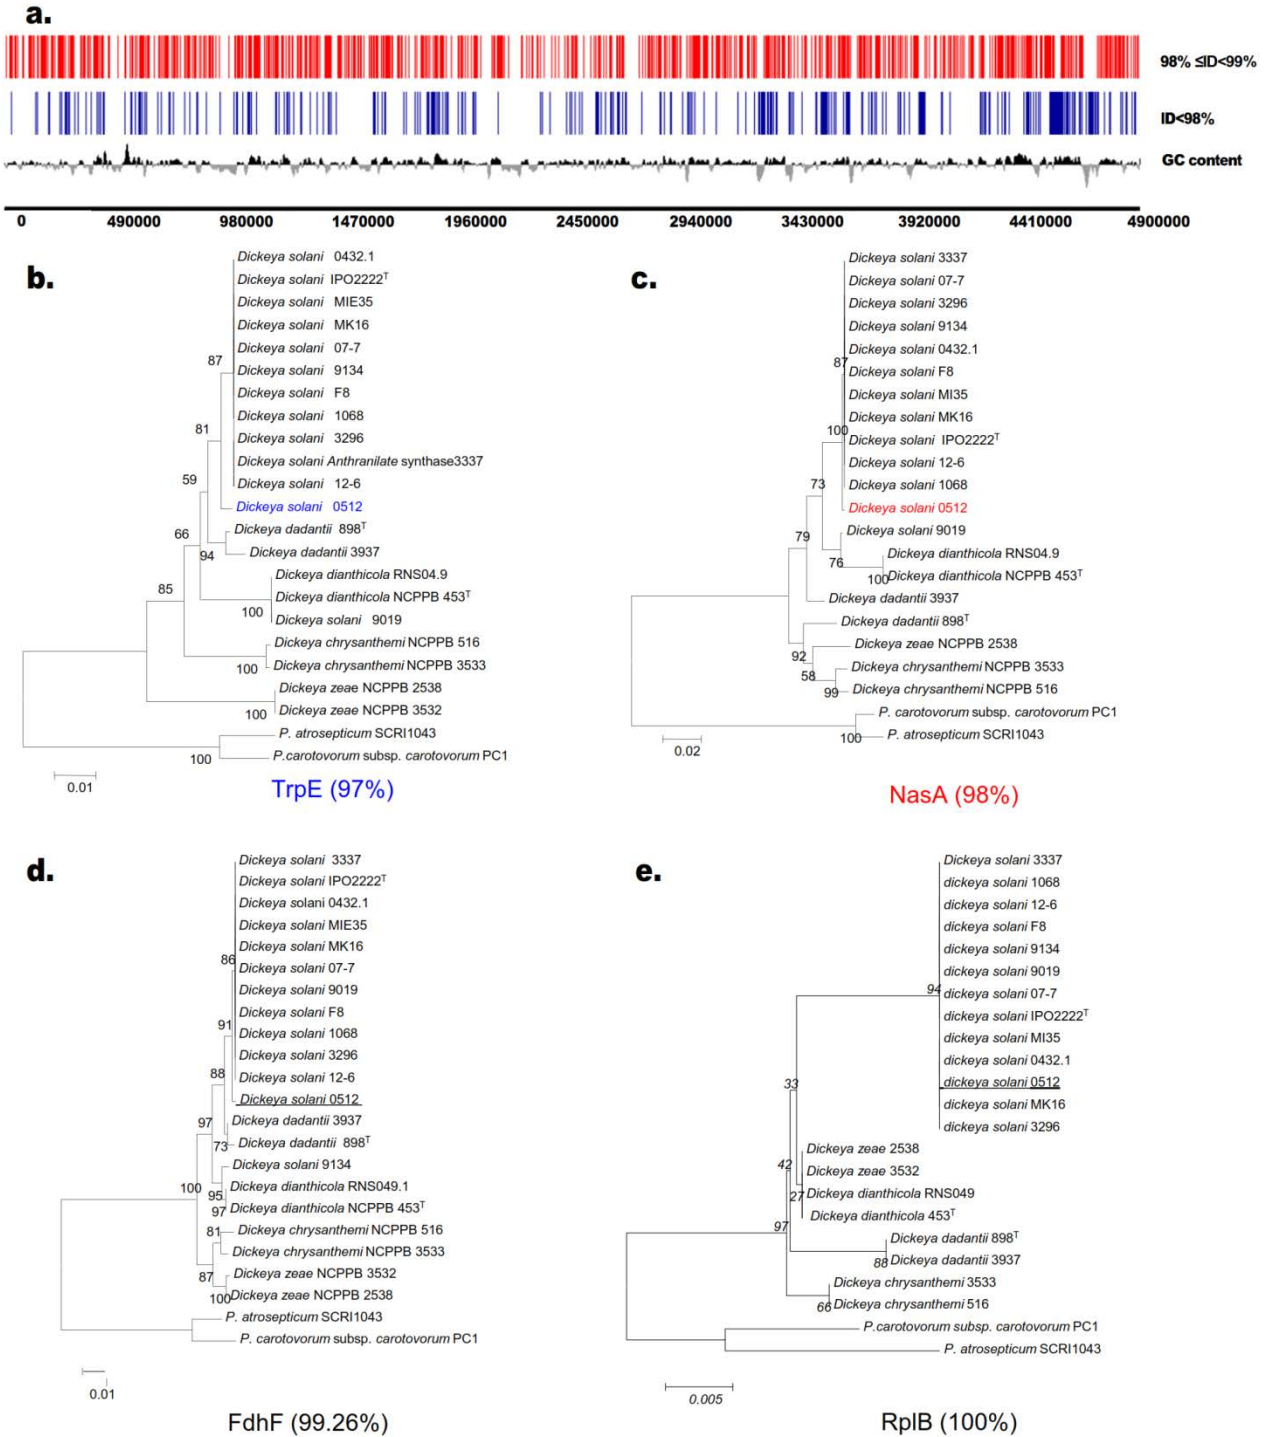 a.
98% ≤ID<99%
ID<98%
GC content
0 490000 980000 1470000 1960000 2450000 2940000 3430000 3920000 4410000 4900000
b.
Dickeya solani 0432.1
Dickeya solani IPO2222T
Dickeya solani MIE35
Dickeya solani MK16
Dickeya solani 07-7
87
Dickeya solani 9134
Dickeya solani F8
Dickeya solani 1068
81
Dickeya solani 3296
Dickeya solani Anthranilate synthase3337
59
Dickeya solani 12-6
Dickeya solani 0512
66
Dickeya dadantii 898T
94
Dickeya dadantii 3937
Dickeya dianthicola RNS04.9
85
Dickeya dianthicola NCPPB 453T
100
Dickeya solani 9019
Dickeya chrysanthemi NCPPB 516
100
Dickeya chrysanthemi NCPPB 3533
Dickeya zeae NCPPB 2538
100
Dickeya zeae NCPPB 3532
P. atrosepticum SCRI1043
100
P.carotovorum subsp. carotovorum PC1
0.01
TrpE (97%)
c.
Dickeya solani 3337
Dickeya solani 07-7
Dickeya solani 3296
Dickeya solani 9134
Dickeya solani 0432.1
87
Dickeya solani F8
Dickeya solani MI35
Dickeya solani MK16
100
Dickeya solani IPO2222T
Dickeya solani 12-6
73
Dickeya solani 1068
Dickeya solani 0512
79
Dickeya solani 9019
76
Dickeya dianthicola RNS04.9
100
Dickeya dianthicola NCPPB 453T
Dickeya dadantii 3937
Dickeya dadantii 898T
92
Dickeya zeae NCPPB 2538
58
Dickeya chrysanthemi NCPPB 3533
99
Dickeya chrysanthemi NCPPB 516
P. carotovorum subsp. carotovorum PC1
100
P. atrosepticum SCRI1043
0.02
NasA (98%)
d.
Dickeya solani 3337
Dickeya solani IPO2222T
Dickeya solani 0432.1
Dickeya solani MIE35
Dickeya solani MK16
86
Dickeya solani 07-7
Dickeya solani 9019
Dickeya solani F8
91
Dickeya solani 1068
Dickeya solani 3296
88
Dickeya solani 12-6
Dickeya solani 0512
97
Dickeya dadantii 3937
73
Dickeya dadantii 898T
Dickeya solani 9134
100
Dickeya dianthicola RNS049.1
95
97
Dickeya dianthicola NCPPB 453T
81
Dickeya chrysanthemi NCPPB 516
Dickeya chrysanthemi NCPPB 3533
87
Dickeya zeae NCPPB 3532
100
Dickeya zeae NCPPB 2538
P. atrosepticum SCRI1043
P. carotovorum subsp. carotovorum PC1
0.01
FdhF (99.26%)
e.
Dickeya solani 3337
dickeya solani 1068
dickeya solani 12-6
dickeya solani F8
dickeya solani 9134
dickeya solani 9019
94
dickeya solani 07-7
dickeya solani IPO2222T
dickeya solani MI35
dickeya solani 0432.1
33
dickeya solani 0512
dickeya solani MK16
dickeya solani 3296
Dickeya zeae 2538
42
Dickeya zeae 3532
27
Dickeya dianthicola RNS049
Dickeya dianthicola 453T
97
Dickeya dadantii 898T
88
Dickeya dadantii 3937
Dickeya chrysanthemi 3533
66
Dickeya chrysanthemi 516
P.carotovorum subsp. carotovorum PC1
P. atrosepticum SCRI1043
0.005
RplB (100%)